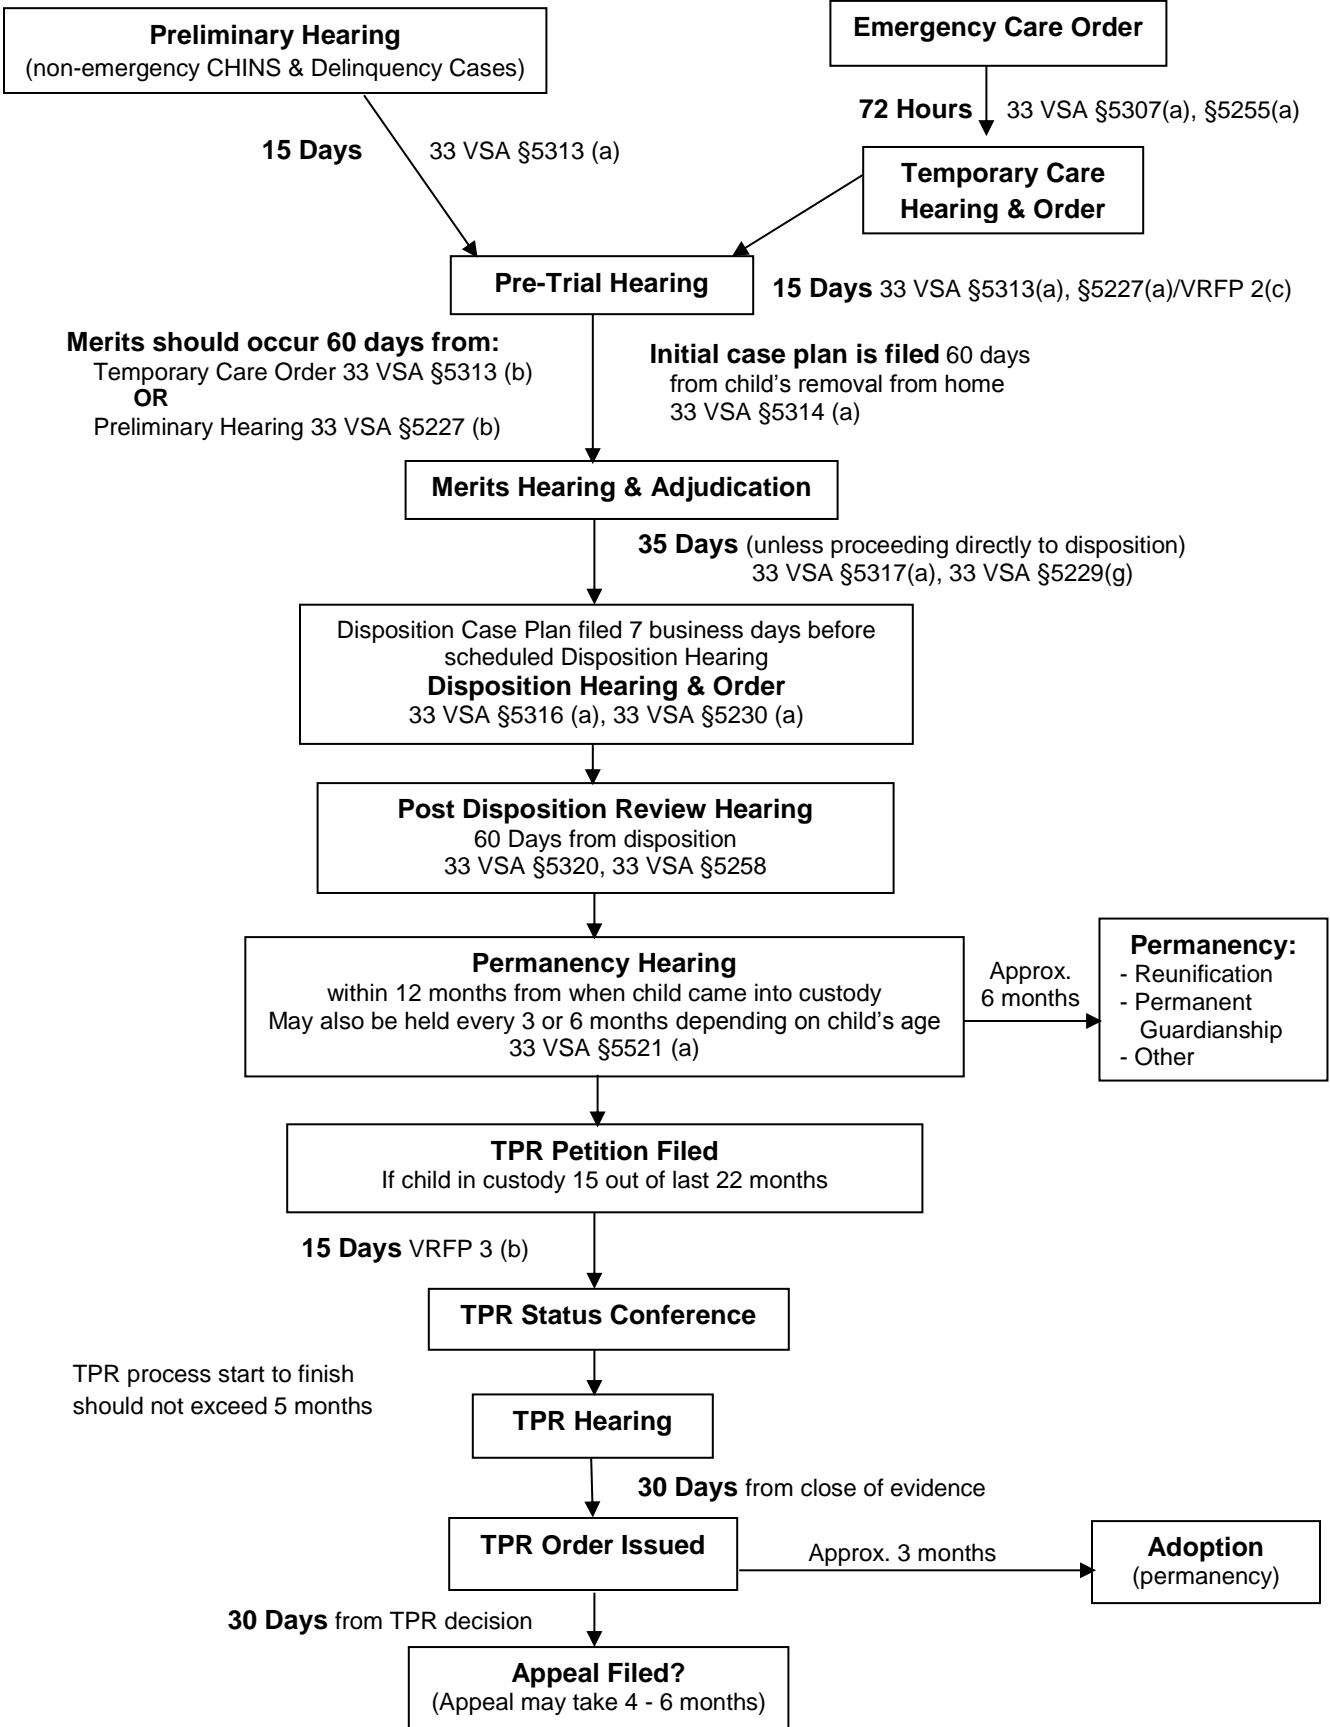 Preliminary Hearing
(non-emergency CHINS & Delinquency Cases)
Emergency Care Order
72 Hours 33 VSA §5307(a), §5255(a)
15 Days 33 VSA §5313 (a)
Temporary Care
Hearing & Order
Pre-Trial Hearing
15 Days 33 VSA §5313(a), §5227(a)/VRFP 2(c)
Merits should occur 60 days from:
Temporary Care Order 33 VSA §5313 (b)
OR
Preliminary Hearing 33 VSA §5227 (b)
Initial case plan is filed 60 days
from child's removal from home
33 VSA §5314 (a)
Merits Hearing & Adjudication
35 Days (unless proceeding directly to disposition)
33 VSA §5317(a), 33 VSA §5229(g)
Disposition Case Plan filed 7 business days before
scheduled Disposition Hearing
Disposition Hearing & Order
33 VSA §5316 (a), 33 VSA §5230 (a)
Post Disposition Review Hearing
60 Days from disposition
33 VSA §5320, 33 VSA §5258
Permanency Hearing
within 12 months from when child came into custody
May also be held every 3 or 6 months depending on child's age
33 VSA §5521 (a)
Approx.
6 months
Permanency:
- Reunification
- Permanent
Guardianship
- Other
TPR Petition Filed
If child in custody 15 out of last 22 months
15 Days VRFP 3 (b)
TPR Status Conference
TPR process start to finish
should not exceed 5 months
TPR Hearing
30 Days from close of evidence
TPR Order Issued
Approx. 3 months
Adoption
(permanency)
30 Days from TPR decision
Appeal Filed?
(Appeal may take 4 - 6 months)